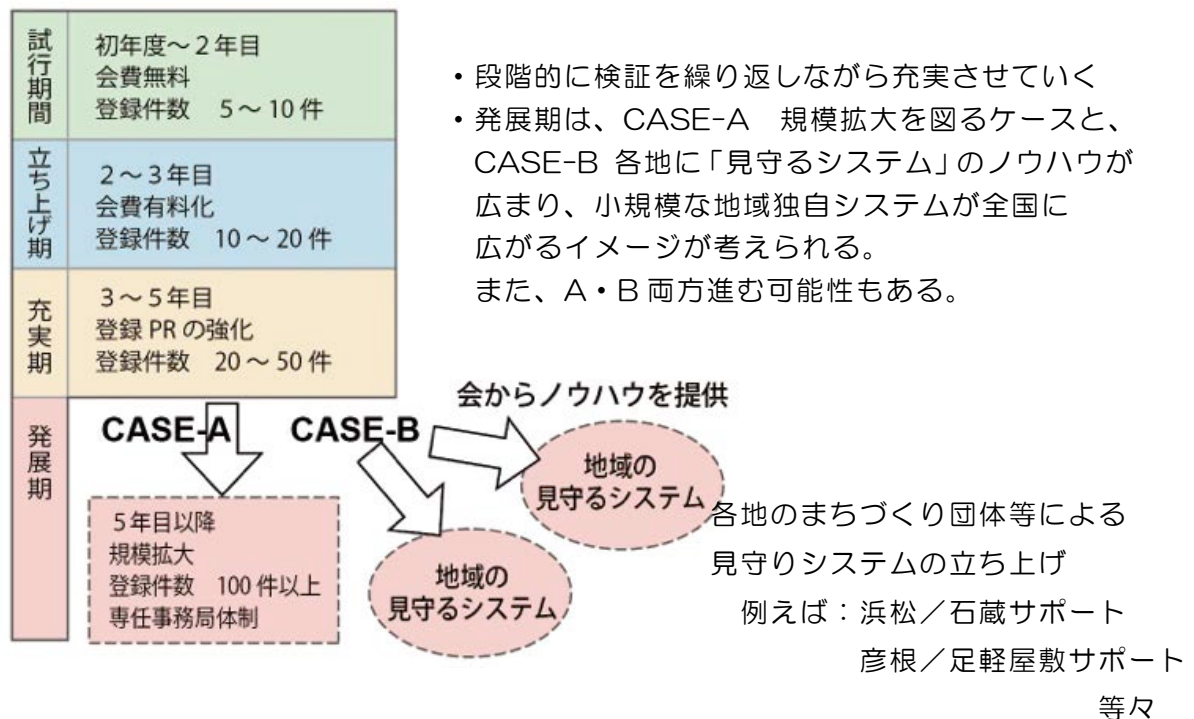 試行期間
初年度～2年目
会費無料
登録件数　5～10件
立ち上げ期
2～3年目
会費有料化
登録件数　10～20件
充実期
3～5年目
登録PRの強化
登録件数　20～50件
発展期
CASE-A
5年目以降
規模拡大
登録件数　100件以上
専任事務局体制
CASE-B
会からノウハウを提供
地域の
見守るシステム
地域の
見守るシステム
・段階的に検証を繰り返しながら充実させていく
・発展期は、CASE-A　規模拡大を図るケースと、
CASE-B 各地に「見守るシステム」のノウハウが
広まり、小規模な地域独自システムが全国に
広がるイメージが考えられる。
また、A・B両方進む可能性もある。
各地のまちづくり団体等による
見守りシステムの立ち上げ
例えば：浜松／石蔵サポート
彦根／足軽屋敷サポート
等々